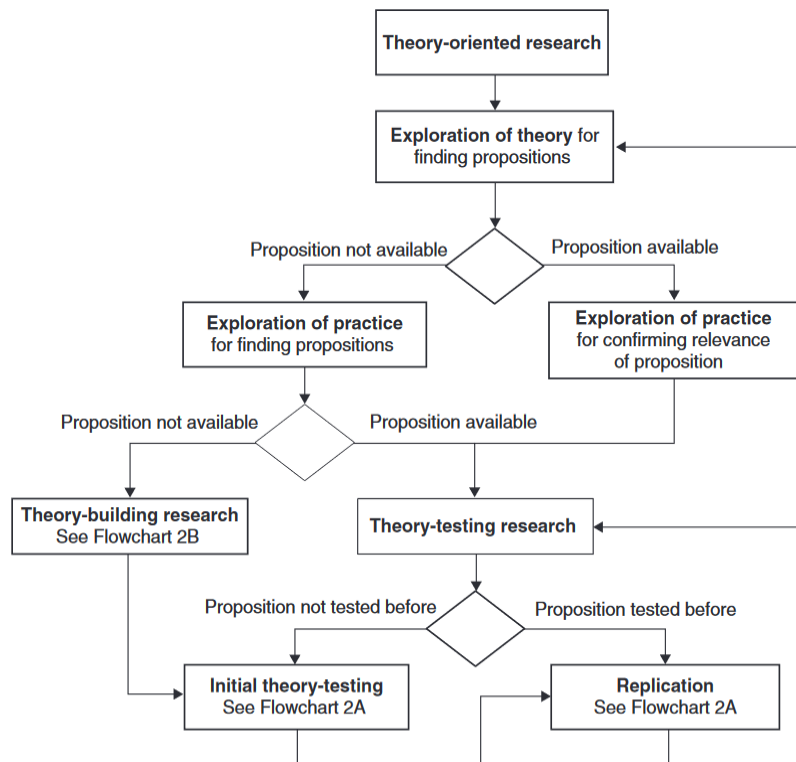 Theory-oriented research
Exploration of theory for
finding propositions
Proposition not available
Proposition available
Exploration of practice
for finding propositions
Exploration of practice
for confirming relevance
of proposition
Proposition not available
Proposition available
Theory-building research
See Flowchart 2B
Theory-testing research
Proposition not tested before
Proposition tested before
Initial theory-testing
See Flowchart 2A
Replication
See Flowchart 2A